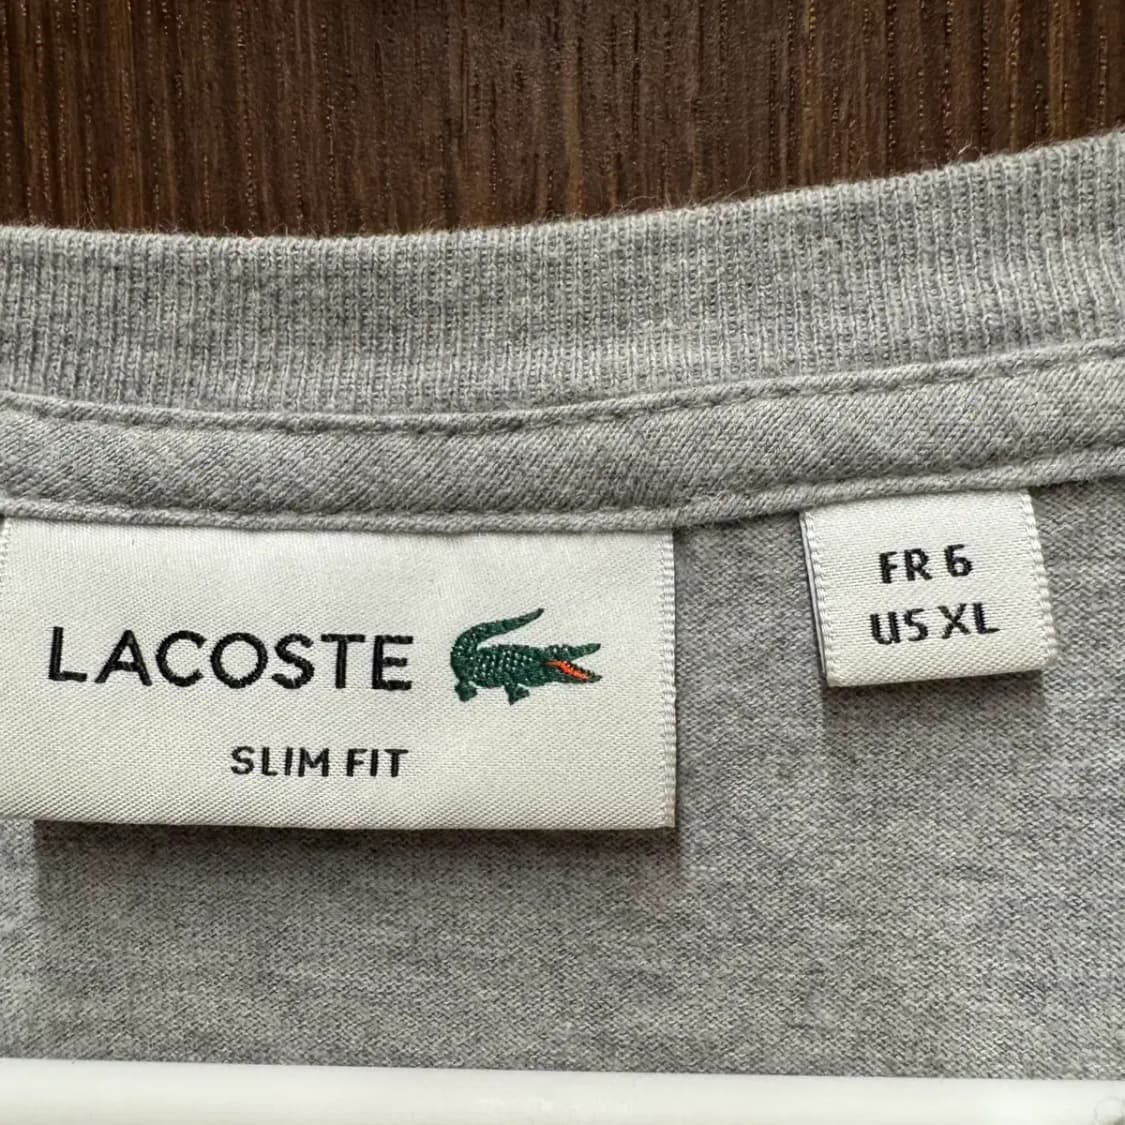 LACOSTE
SLIM FIT
FR 6
US XL